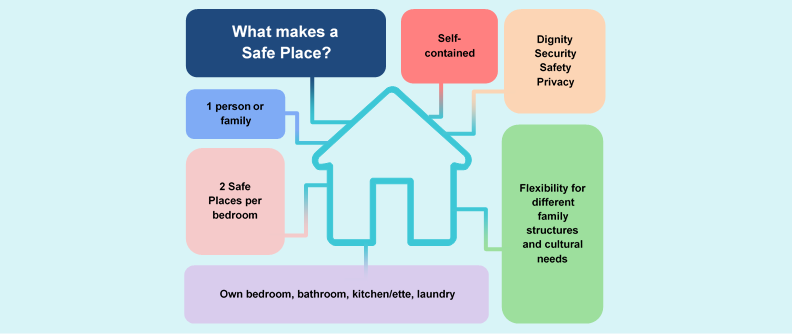 What makes a
Safe Place?
Self-
contained
Dignity
Security
Safety
Privacy
1 person or
family
2 Safe
Places per
bedroom
Flexibility for
different
family
structures
and cultural
needs
Own bedroom, bathroom, kitchen/ette, laundry